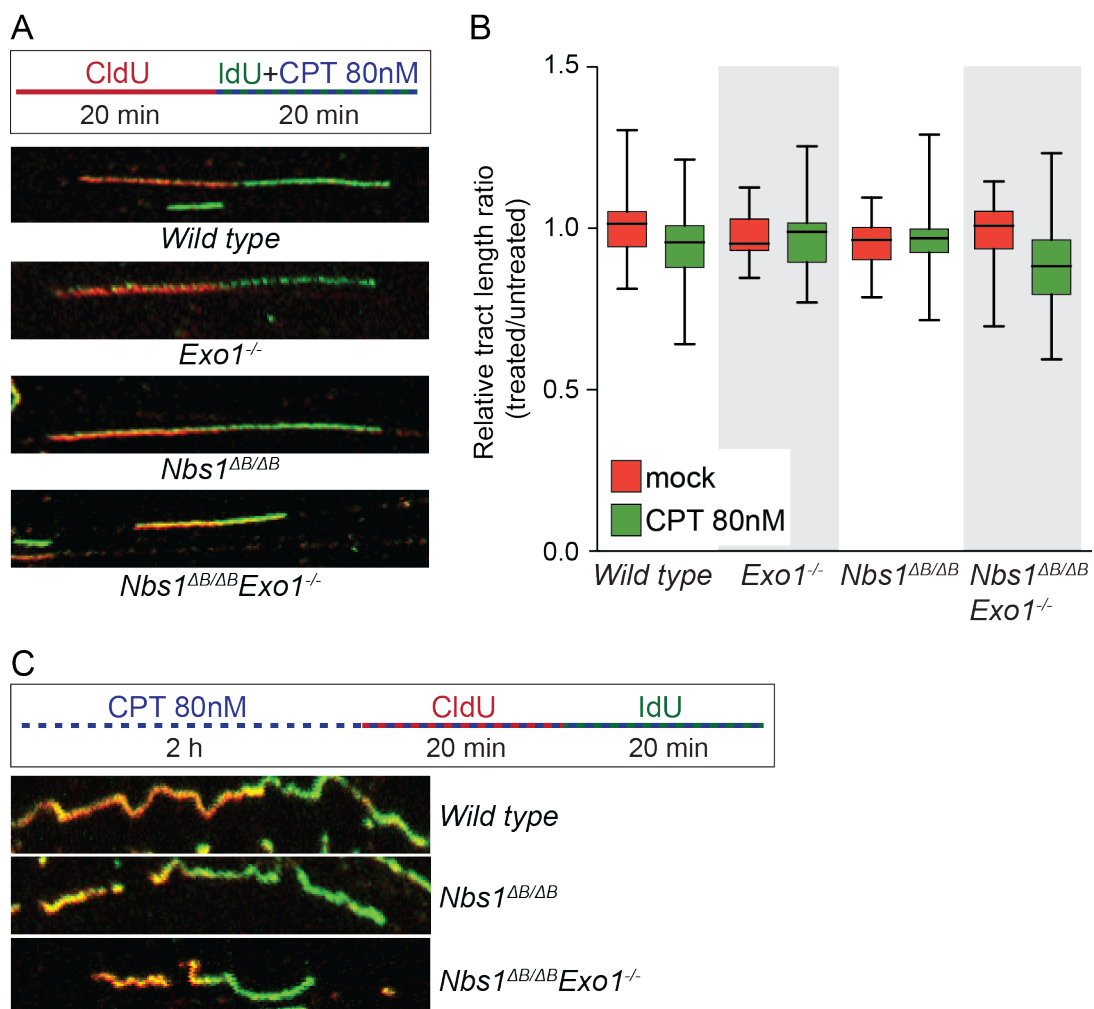 A
CldU IdU+CPT 80nM
20 min 20 min
Wild type
Exo1-/-
Nbs1ΔB/ΔB
Nbs1ΔB/ΔBExo1-/-
B
Relative tract length ratio
(treated/untreated)
1.5
1.0
0.5
0.0
mock
CPT 80nM
Wild type Exo1-/- Nbs1ΔB/ΔB Nbs1ΔB/ΔB
Exo1-/-
C
CPT 80nM CldU IdU
2 h 20 min 20 min
Wild type
Nbs1ΔB/ΔB
Nbs1ΔB/ΔBExo1-/-